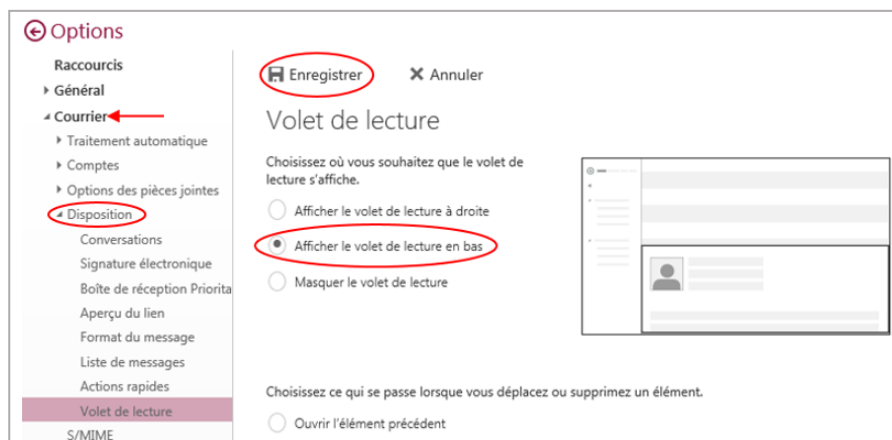 Options
Raccourcis
Général
Courrier
Traitement automatique
Comptes
Options des pièces jointes
Disposition
Conversations
Signature électronique
Boîte de réception Priorita
Aperçu du lien
Format du message
Liste de messages
Actions rapides
Volet de lecture
S/MIME
Enregistrer
Annuler
Volet de lecture
Choisissez où vous souhaitez que le volet de
lecture s'affiche.
Afficher le volet de lecture à droite
Afficher le volet de lecture en bas
Masquer le volet de lecture
Choisissez ce qui se passe lorsque vous déplacez ou supprimez un élément.
Ouvrir l'élément précédent